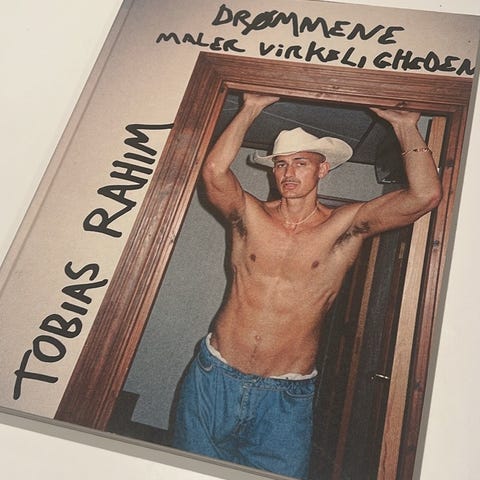 DRØMMENE
MALER ViRKELiGHEDEN
TOBIAS RAHIM